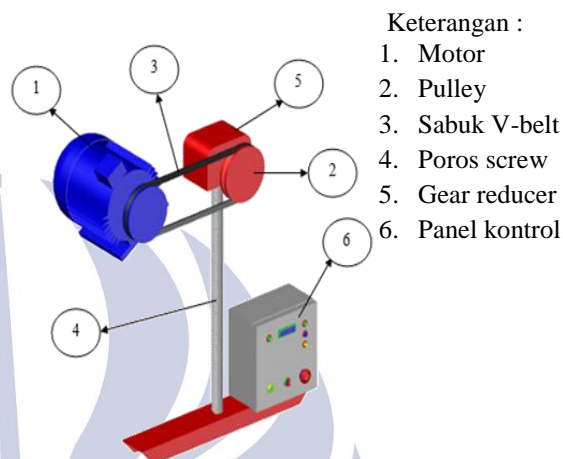 Keterangan :
1. Motor
2. Pulley
3. Sabuk V-belt
4. Poros screw
5. Gear reducer
6. Panel kontrol
1
3
5
2
6
4